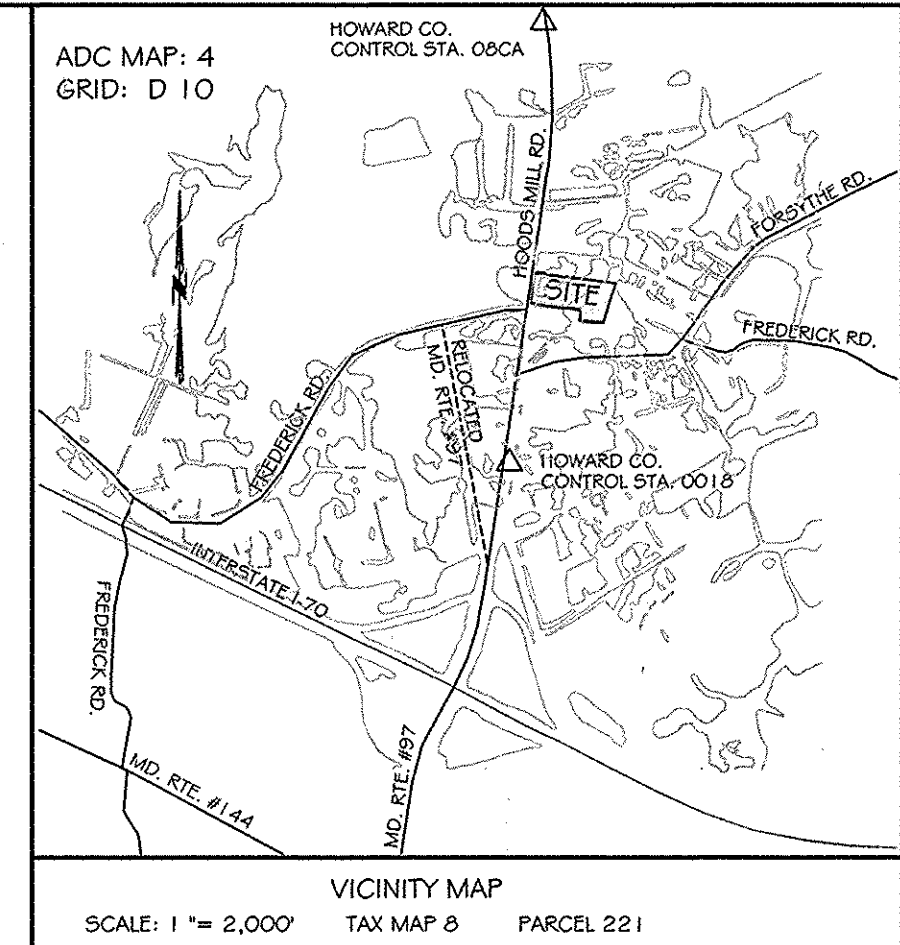 HOWARD CO.
CONTROL STA. 08CA
ADC MAP: 4
GRID: D 10
HOODS MILL RD.
FORSYTHE RD.
N
SITE
FREDERICK RD.
RELOCATED
MD. RTE. #97
FREDERICK RD.
HOWARD CO.
CONTROL STA. 0018
INTERSTATE I-70
FREDERICK RD.
MD. RTE. #97
MD. RTE. #144
VICINITY MAP
SCALE: 1 "= 2,000' TAX MAP 8 PARCEL 221